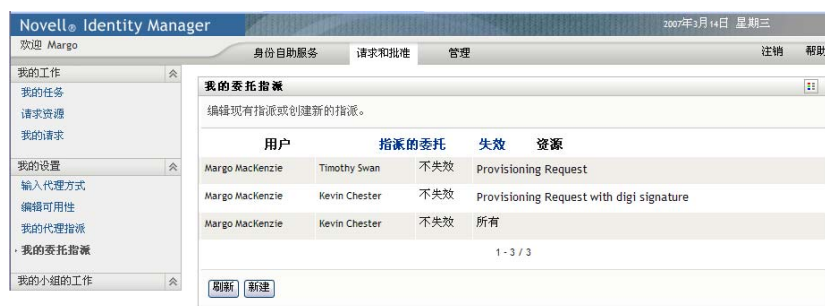 Novell® Identity Manager
2007年3月14日 星期三
欢迎 Margo
身份自助服务 请求和批准 管理 注销 帮助
我的工作
我的任务
请求资源
我的请求
我的设置
输入代理方式
编辑可用性
我的代理指派
· 我的委托指派
我的小组的工作
我的委托指派
编辑现有指派或创建新的指派。
用户 指派的委托 失效 资源
Margo MacKenzie Timothy Swan 不失效 Provisioning Request
Margo MacKenzie Kevin Chester 不失效 Provisioning Request with digi signature
Margo MacKenzie Kevin Chester 不失效 所有
1 - 3 / 3
刷新 新建